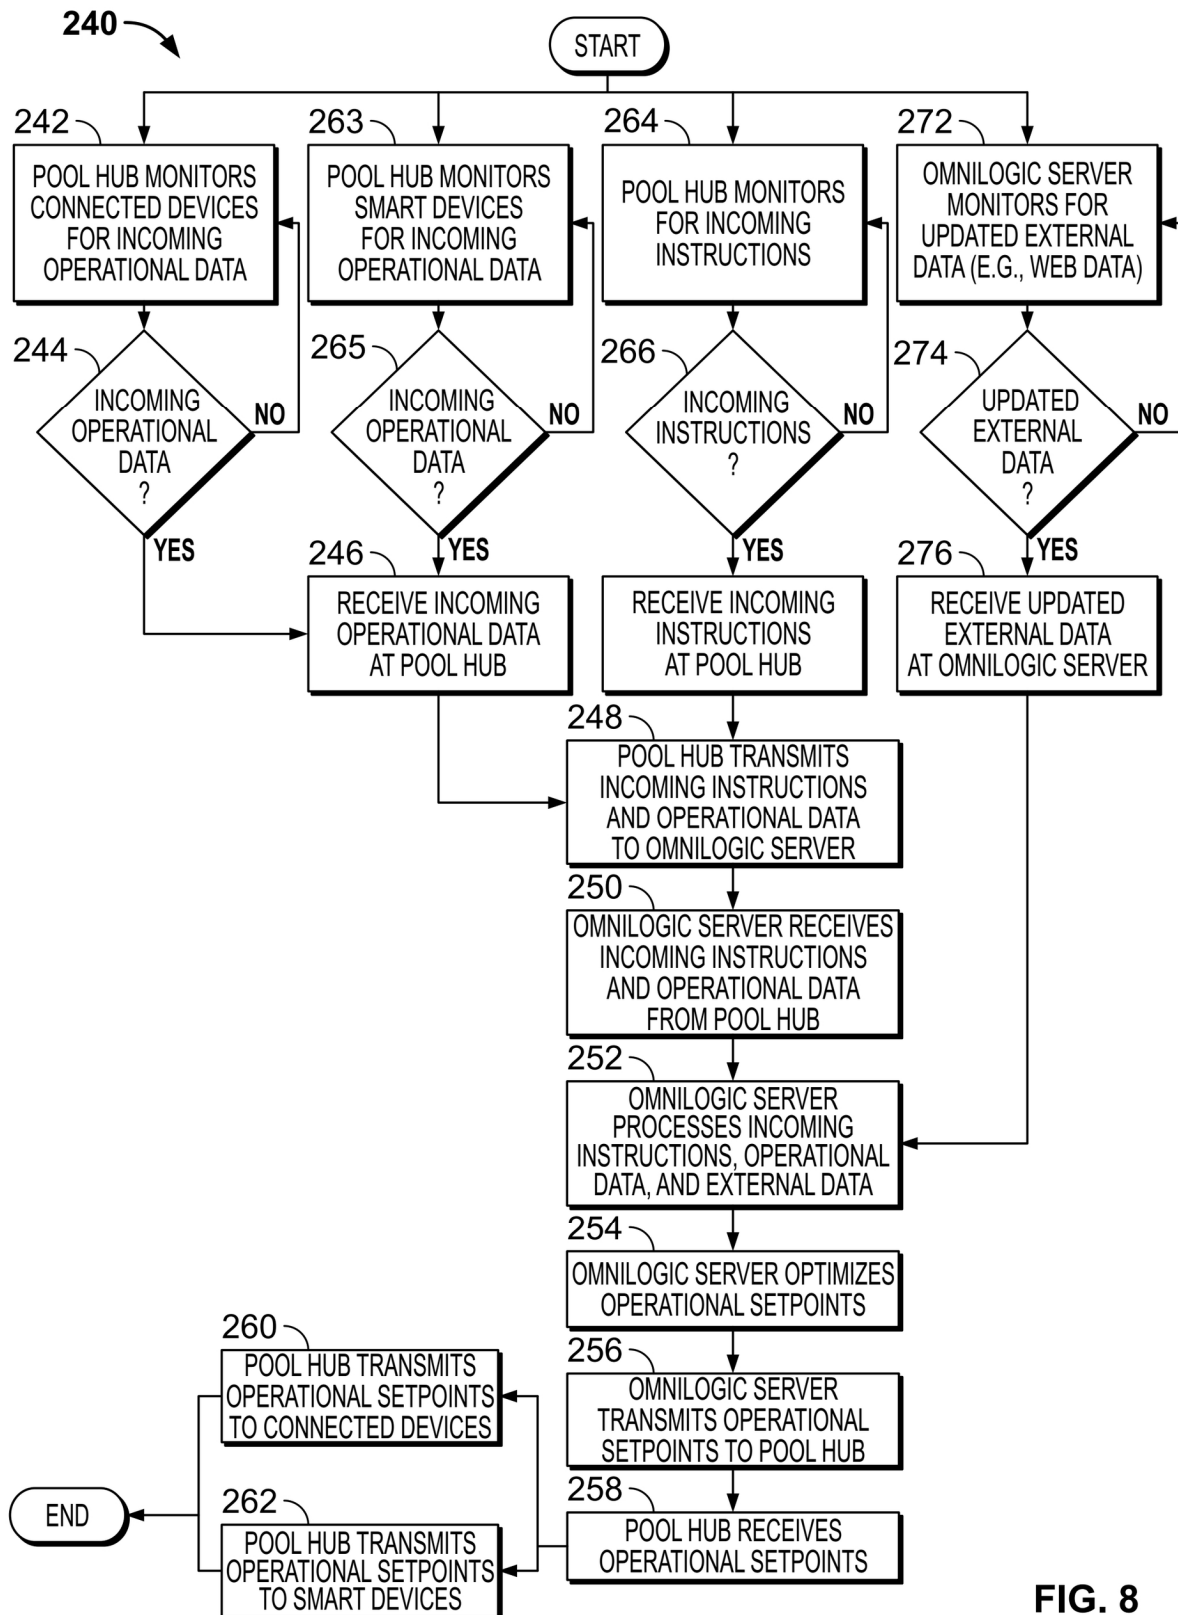 240
START
242
POOL HUB MONITORS
CONNECTED DEVICES
FOR INCOMING
OPERATIONAL DATA
263
POOL HUB MONITORS
SMART DEVICES
FOR INCOMING
OPERATIONAL DATA
264
POOL HUB MONITORS
FOR INCOMING
INSTRUCTIONS
272
OMNILOGIC SERVER
MONITORS FOR
UPDATED EXTERNAL
DATA (E.G., WEB DATA)
244
INCOMING
OPERATIONAL
DATA
?
NO
YES
265
INCOMING
OPERATIONAL
DATA
?
NO
YES
266
INCOMING
INSTRUCTIONS
?
NO
YES
274
UPDATED
EXTERNAL
DATA
?
NO
YES
246
RECEIVE INCOMING
OPERATIONAL DATA
AT POOL HUB
RECEIVE INCOMING
INSTRUCTIONS
AT POOL HUB
276
RECEIVE UPDATED
EXTERNAL DATA
AT OMNILOGIC SERVER
248
POOL HUB TRANSMITS
INCOMING INSTRUCTIONS
AND OPERATIONAL DATA
TO OMNILOGIC SERVER
250
OMNILOGIC SERVER RECEIVES
INCOMING INSTRUCTIONS
AND OPERATIONAL DATA
FROM POOL HUB
252
OMNILOGIC SERVER
PROCESSES INCOMING
INSTRUCTIONS, OPERATIONAL
DATA, AND EXTERNAL DATA
254
OMNILOGIC SERVER OPTIMIZES
OPERATIONAL SETPOINTS
256
OMNILOGIC SERVER
TRANSMITS OPERATIONAL
SETPOINTS TO POOL HUB
258
POOL HUB RECEIVES
OPERATIONAL SETPOINTS
260
POOL HUB TRANSMITS
OPERATIONAL SETPOINTS
TO CONNECTED DEVICES
262
POOL HUB TRANSMITS
OPERATIONAL SETPOINTS
TO SMART DEVICES
END
FIG. 8